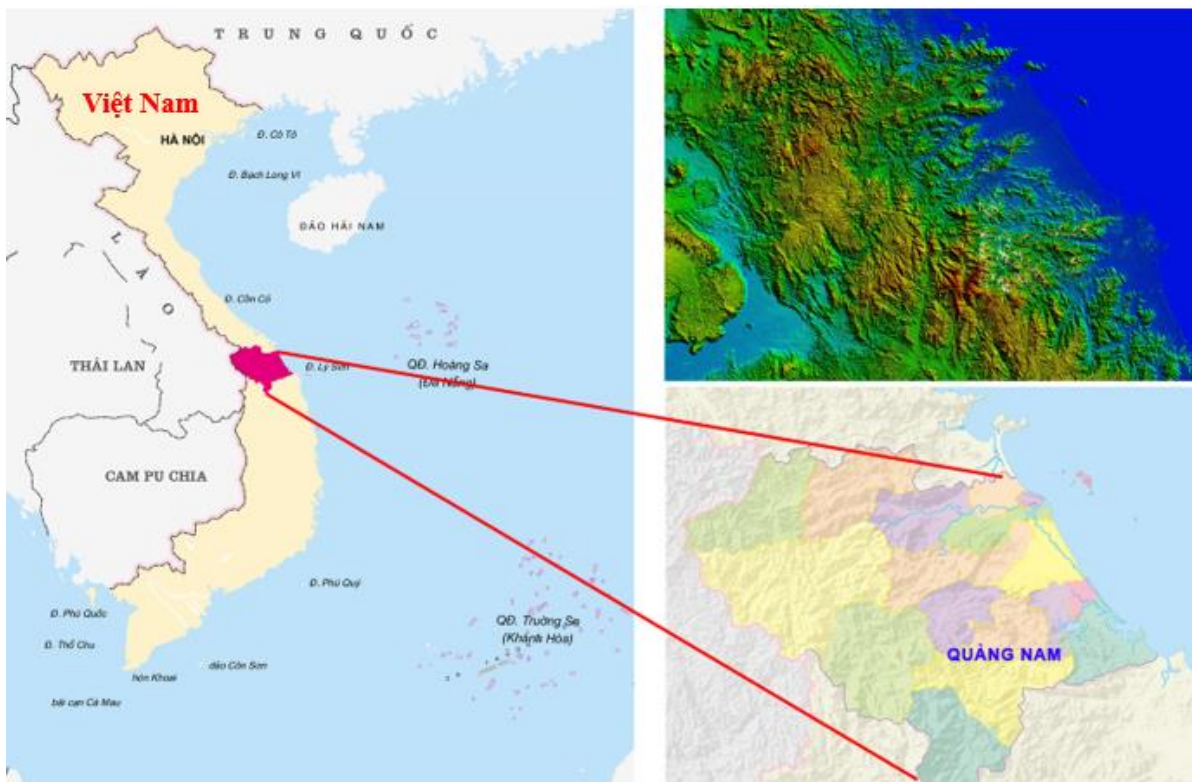 TRUNG QUỐC
Việt Nam
HÀ NỘI
Đ. Cô Tô
Đ. Bạch Long Vĩ
ĐẢO HẢI NAM
LÀO
Đ. Cồn Cỏ
THÁI LAN
Đ. Lý Sơn
QĐ. Hoàng Sa
(Đà Nẵng)
CAM PU CHIA
Đ. Phú Quý
Đ. Phú Quốc
QĐ. Trường Sa
(Khánh Hòa)
Đ. Thổ Chu
đảo Côn Sơn
hòn Khoai
bãi cạn Cà Mau
QUẢNG NAM